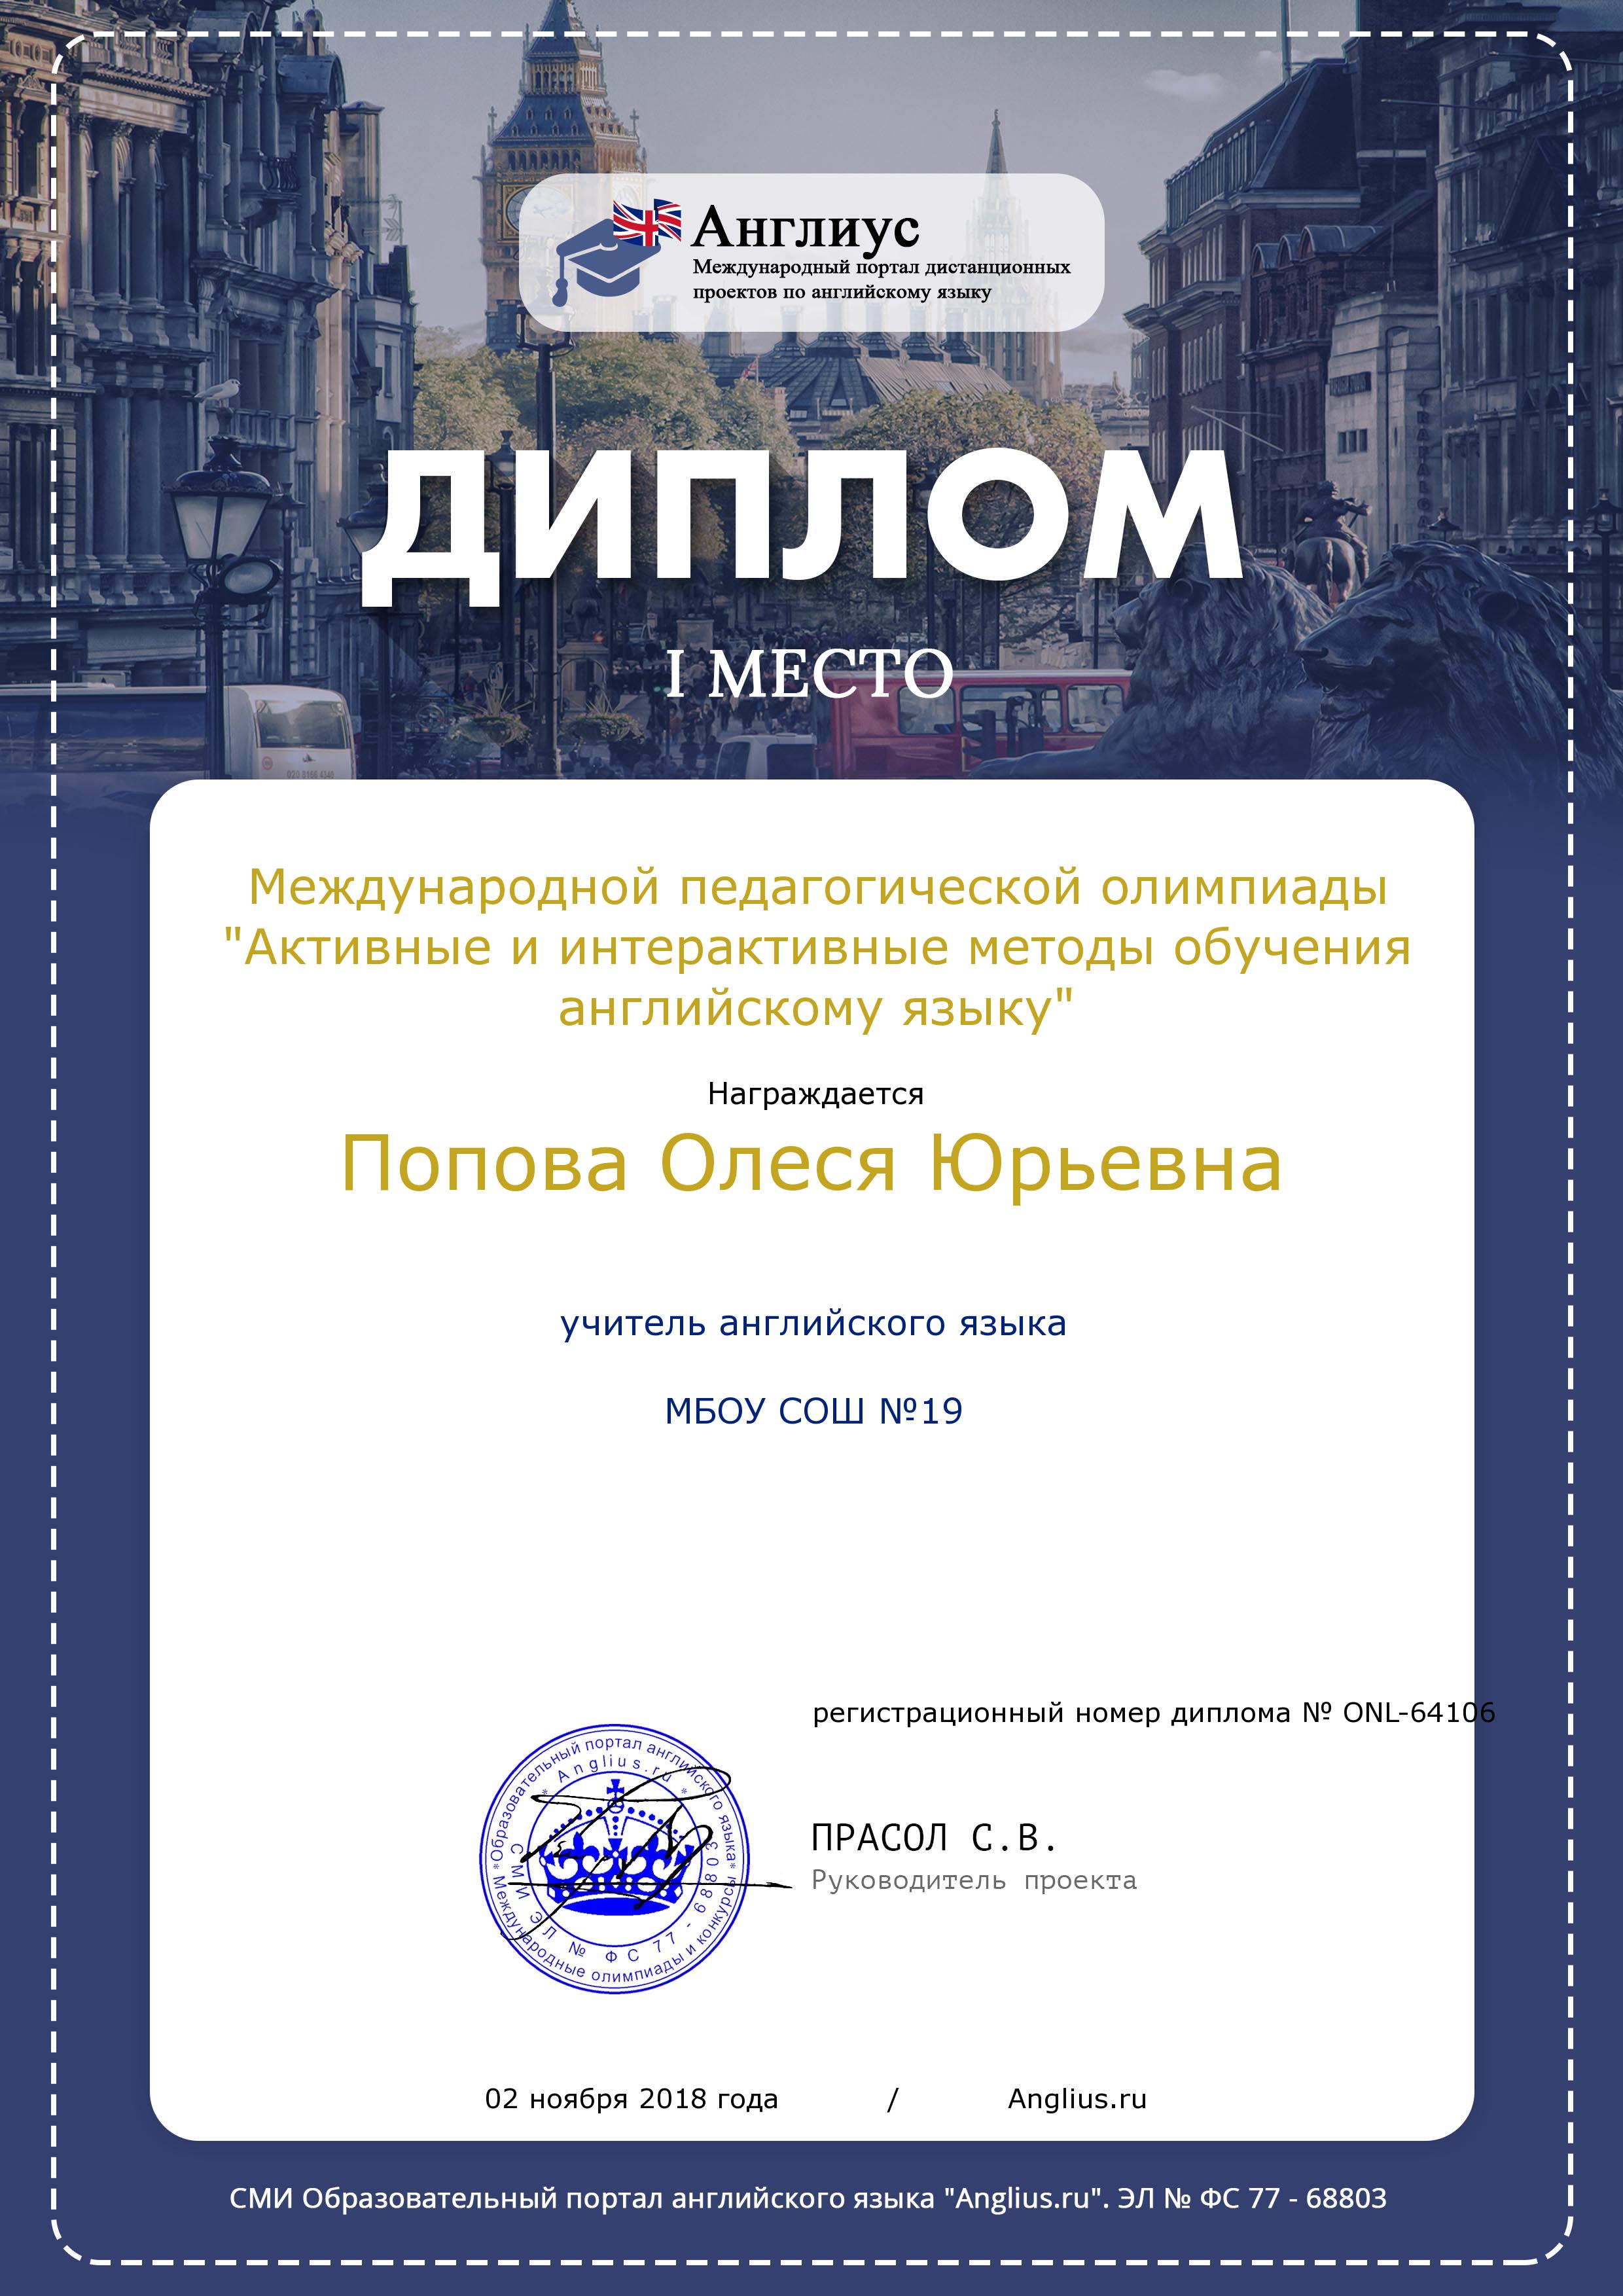 Англиус
Международный портал дистанционных
проектов по английскому языку
ДИПЛОМ
I МЕСТО
Международной педагогической олимпиады
"Активные и интерактивные методы обучения
английскому языку"
Награждается
Попова Олеся Юрьевна
учитель английского языка
МБОУ СОШ №19
регистрационный номер диплома № ONL-64106
*Образовательный портал английского языка*
Международные олимпиады и конкурсы
* Anglius.ru *
СМИ ЭЛ № ФС 77 - 68803
ПРАСОЛ С.В.
Руководитель проекта
02 ноября 2018 года / Anglius.ru
СМИ Образовательный портал английского языка "Anglius.ru". ЭЛ № ФС 77 - 68803